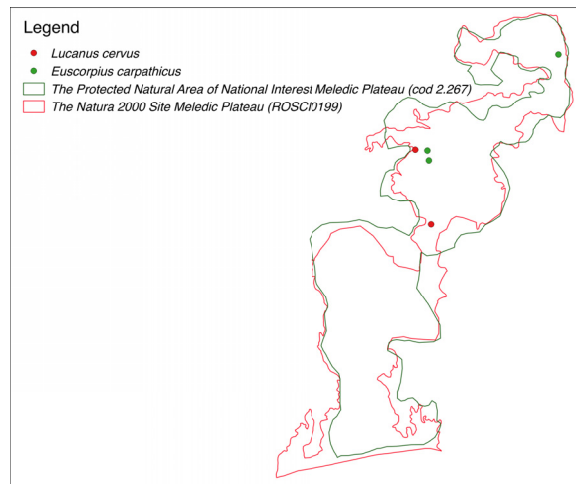 Legend
Lucanus cervus
Euscorpius carpathicus
The Protected Natural Area of National Interest Meledic Plateau (cod 2.267)
The Natura 2000 Site Meledic Plateau (ROSCI0199)